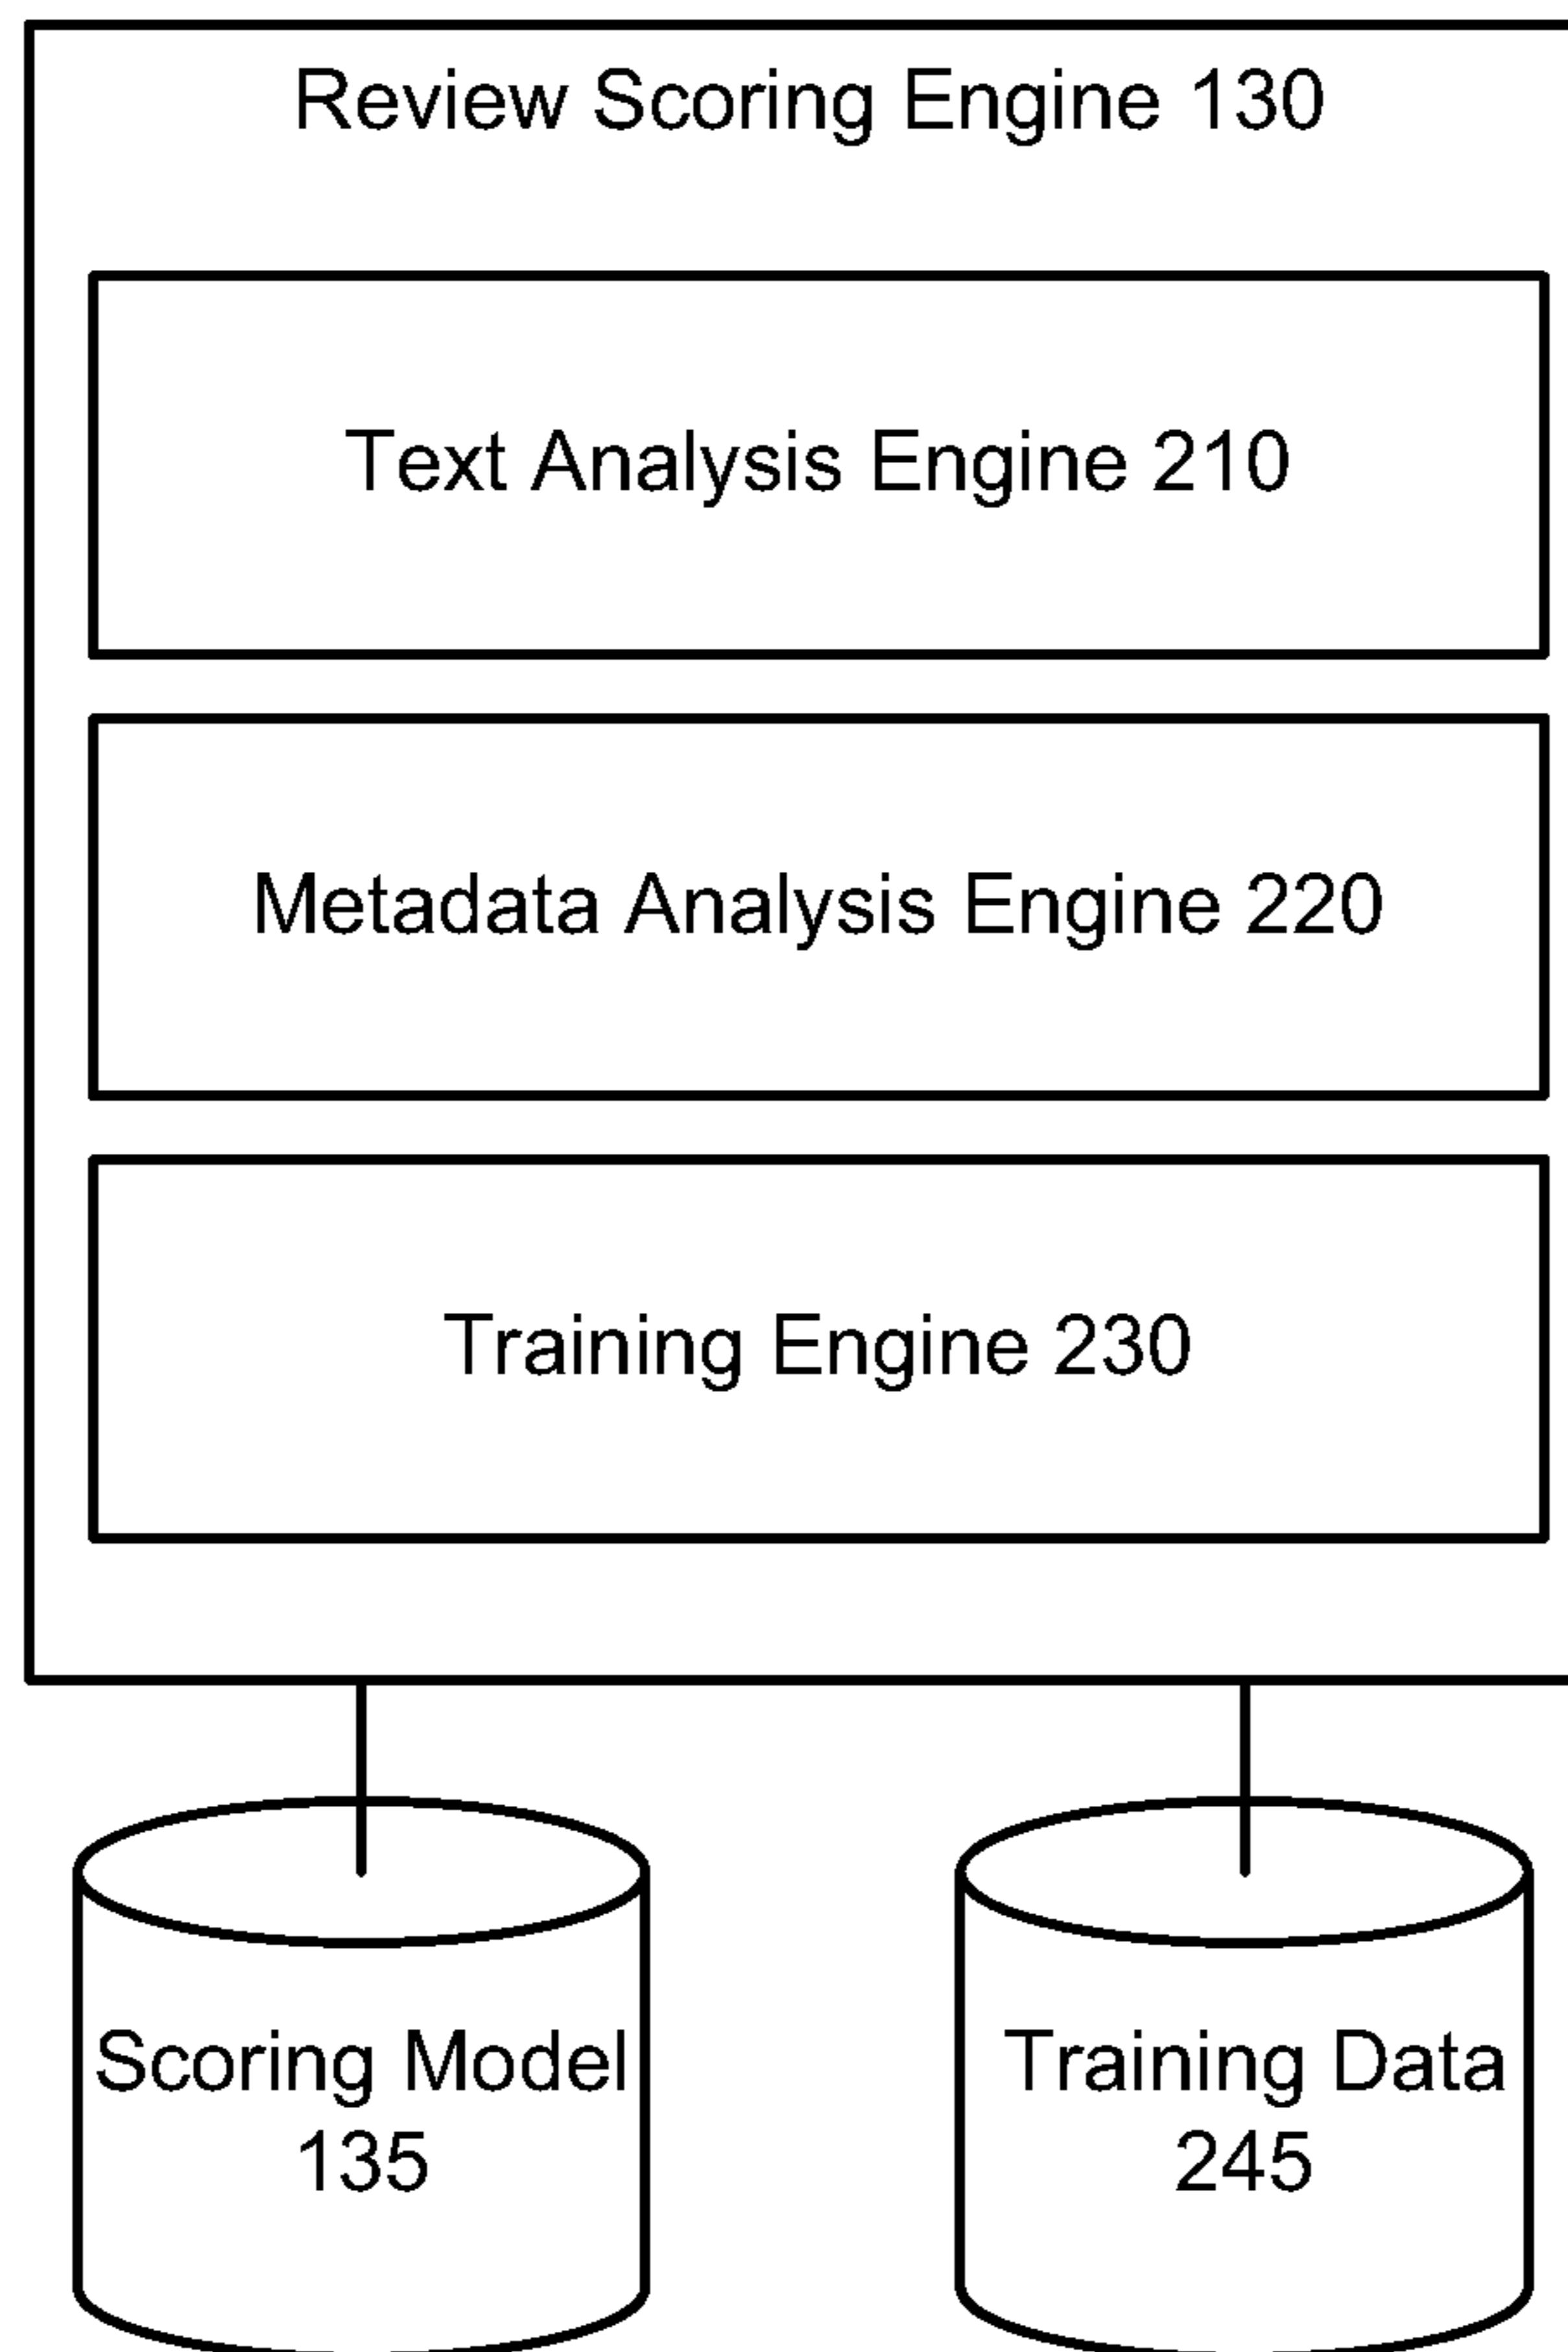 Review Scoring Engine 130
Text Analysis Engine 210
Metadata Analysis Engine 220
Training Engine 230
Scoring Model
135
Training Data
245